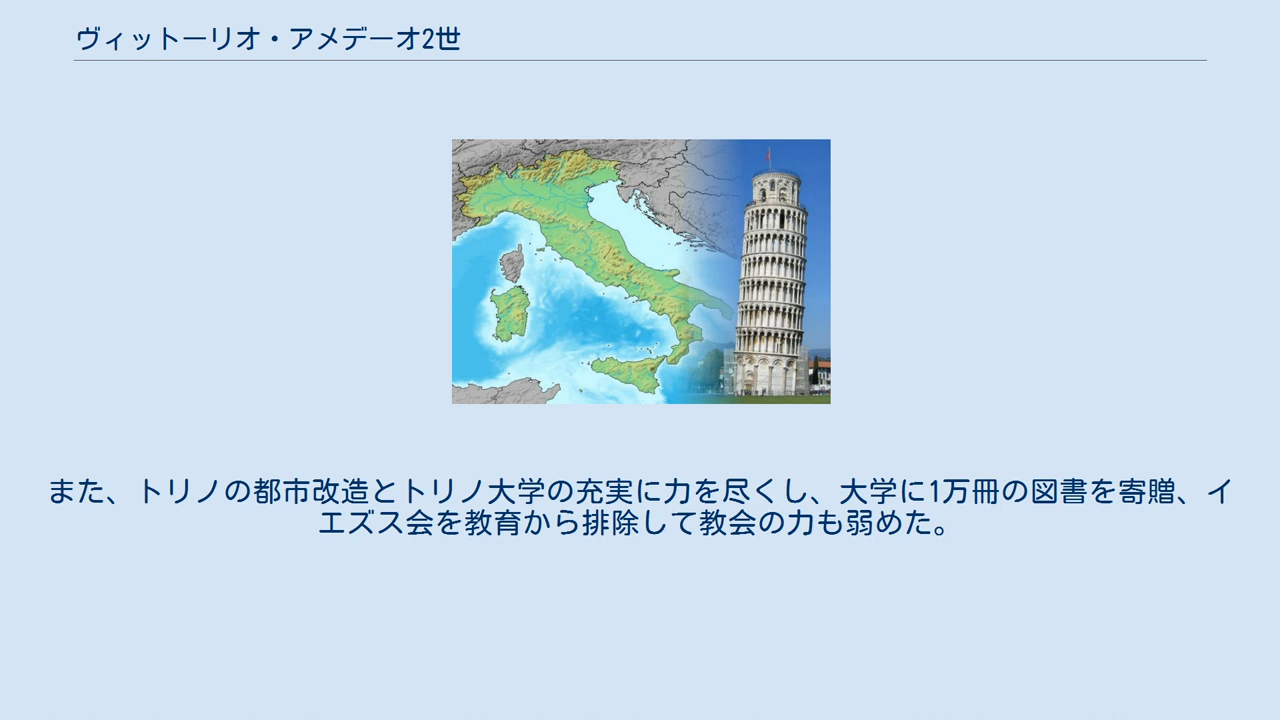 ヴィットーリオ・アメデーオ2世
また、トリノの都市改造とトリノ大学の充実に力を尽くし、大学に1万冊の図書を寄贈、イ
エズス会を教育から排除して教会の力も弱めた。